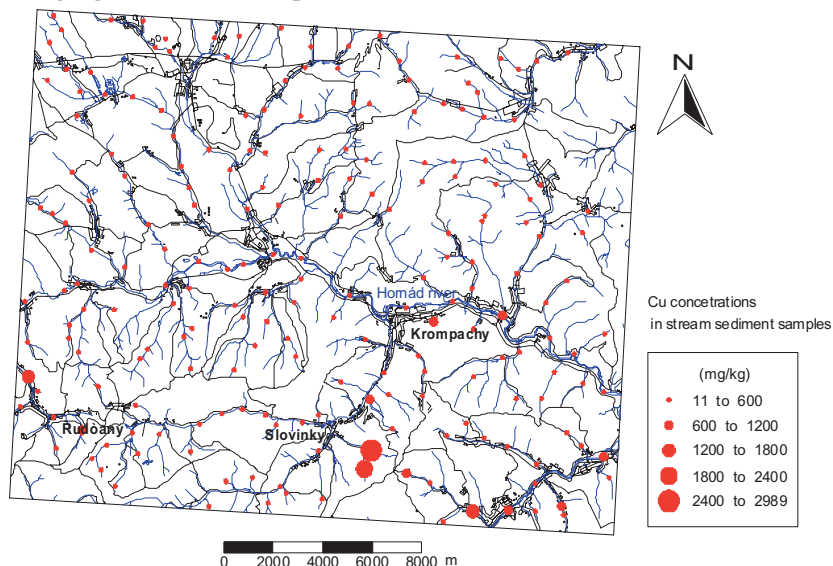 N
Hornád river
Krompachy
Rudòany
Slovinky
Cu concetrations
in stream sediment samples
(mg/kg)
11 to 600
600 to 1200
1200 to 1800
1800 to 2400
2400 to 2989
0 2000 4000 6000 8000 m